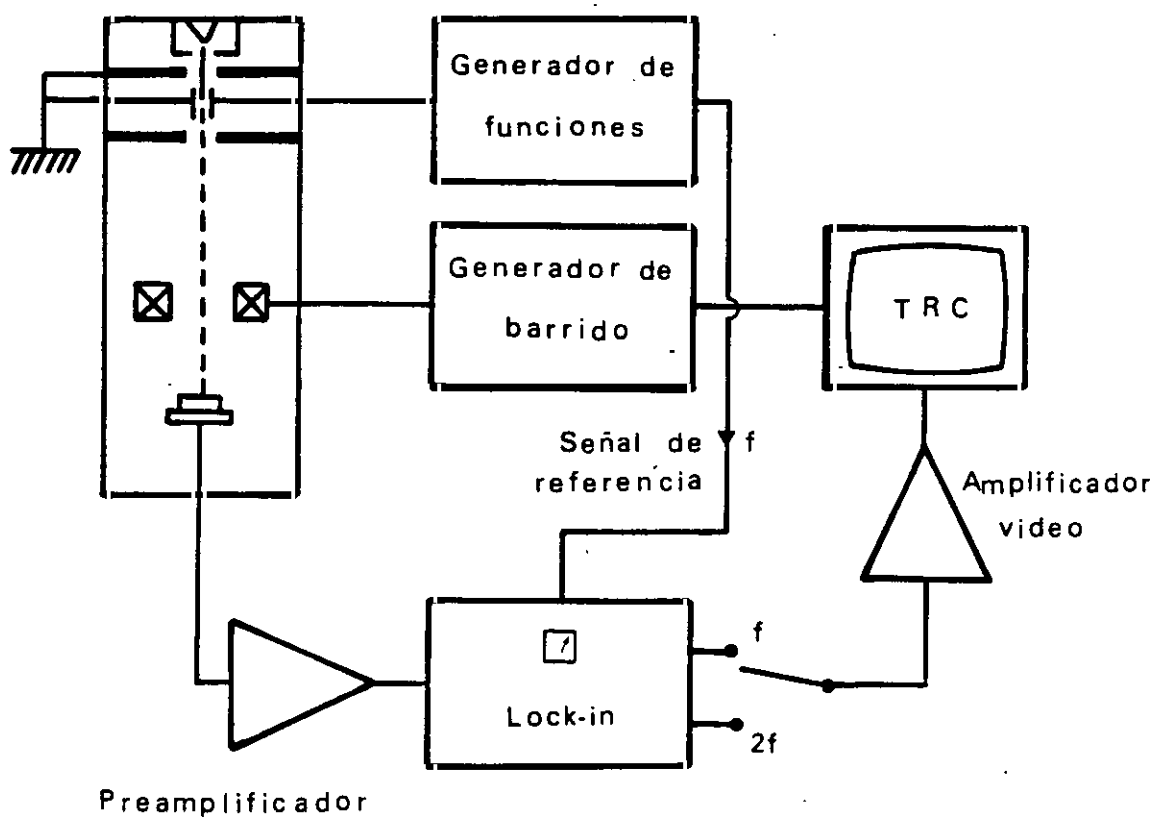 Generador de
funciones
Generador de
barrido
TRC
Señal de
referencia
f
Amplificador
video
f
Lock-in
2f
Preamplificador